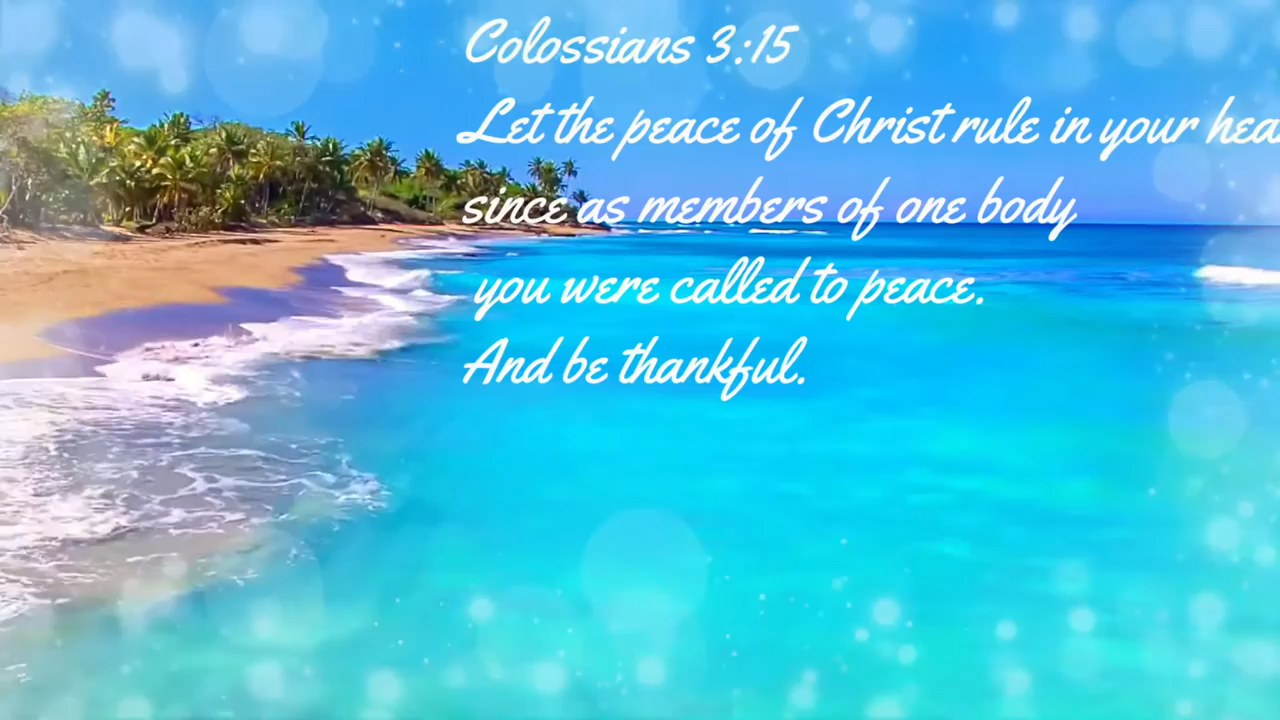 Colossians 3:15
Let the peace of Christ rule in your
since as members of one body
you were called to peace.
And be thankful.